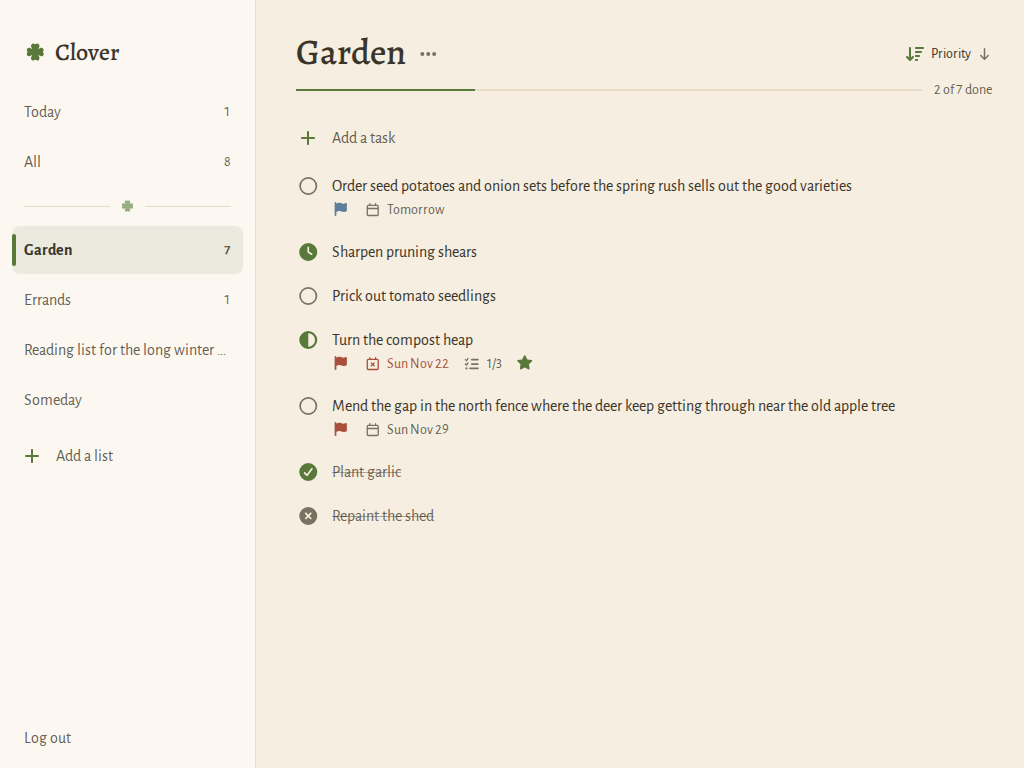 Clover
Today 1
All 8
Garden 7
Errands 1
Reading list for the long winter ...
Someday
Add a list
Log out
Garden
Priority
2 of 7 done
Add a task
Order seed potatoes and onion sets before the spring rush sells out the good varieties
Tomorrow
Sharpen pruning shears
Prick out tomato seedlings
Turn the compost heap
Sun Nov 22 1/3
Mend the gap in the north fence where the deer keep getting through near the old apple tree
Sun Nov 29
Plant garlic
Repaint the shed